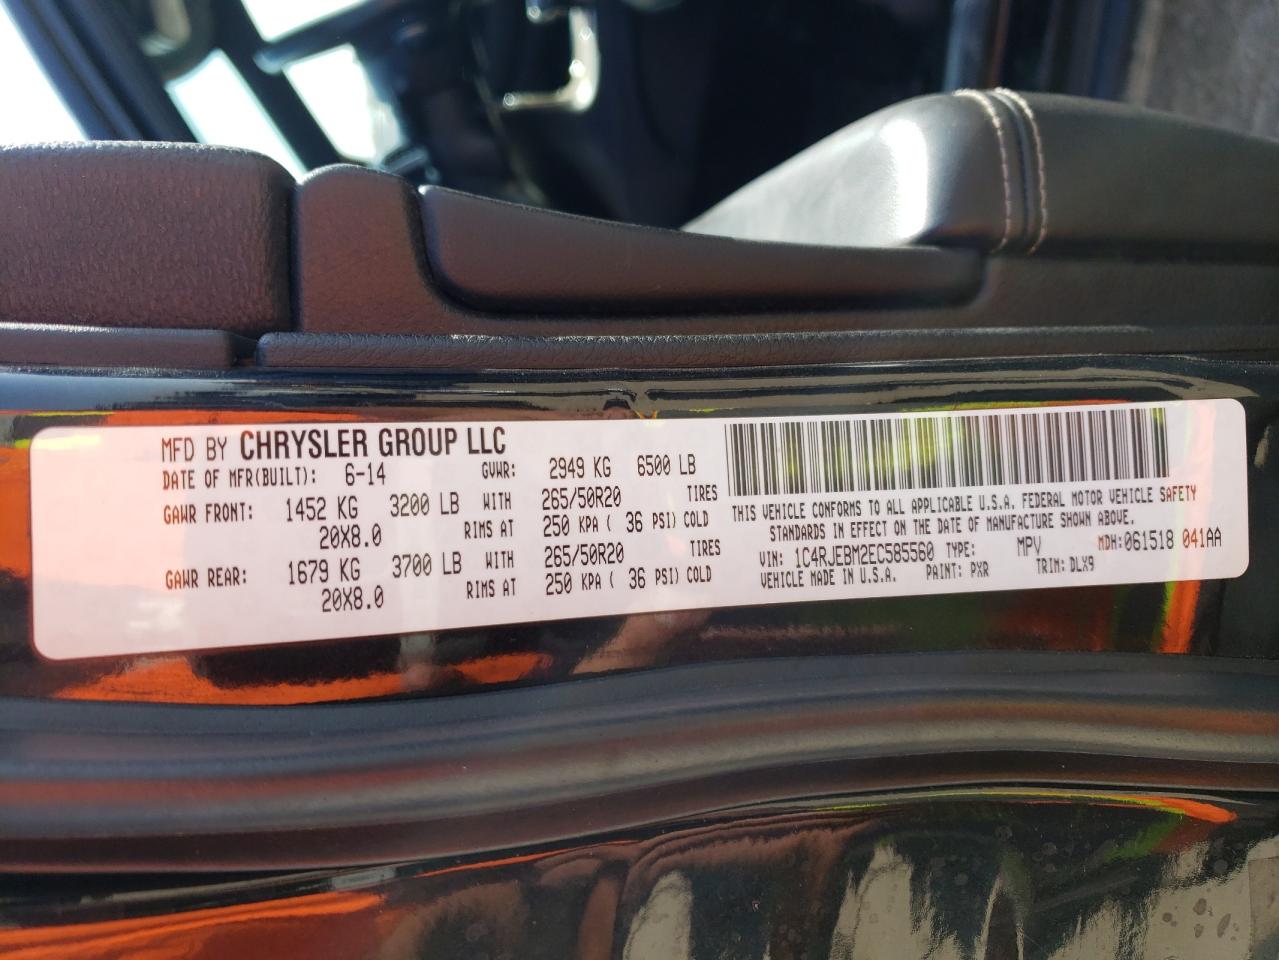 MFD BY CHRYSLER GROUP LLC
DATE OF MFR(BUILT): 6-14 GVWR: 2949 KG 6500 LB
GAWR FRONT: 1452 KG 3200 LB WITH 265/50R20 TIRES
20X8.0 RIMS AT 250 KPA ( 36 PSI) COLD
GAWR REAR: 1679 KG 3700 LB WITH 265/50R20 TIRES
20X8.0 RIMS AT 250 KPA ( 36 PSI) COLD
THIS VEHICLE CONFORMS TO ALL APPLICABLE U.S.A. FEDERAL MOTOR VEHICLE SAFETY
STANDARDS IN EFFECT ON THE DATE OF MANUFACTURE SHOWN ABOVE.
VIN: 1C4RJEBM2EC585560 TYPE: MPV MDH: 061518 041AA
VEHICLE MADE IN U.S.A. PAINT: PXR TRIM: DLX9